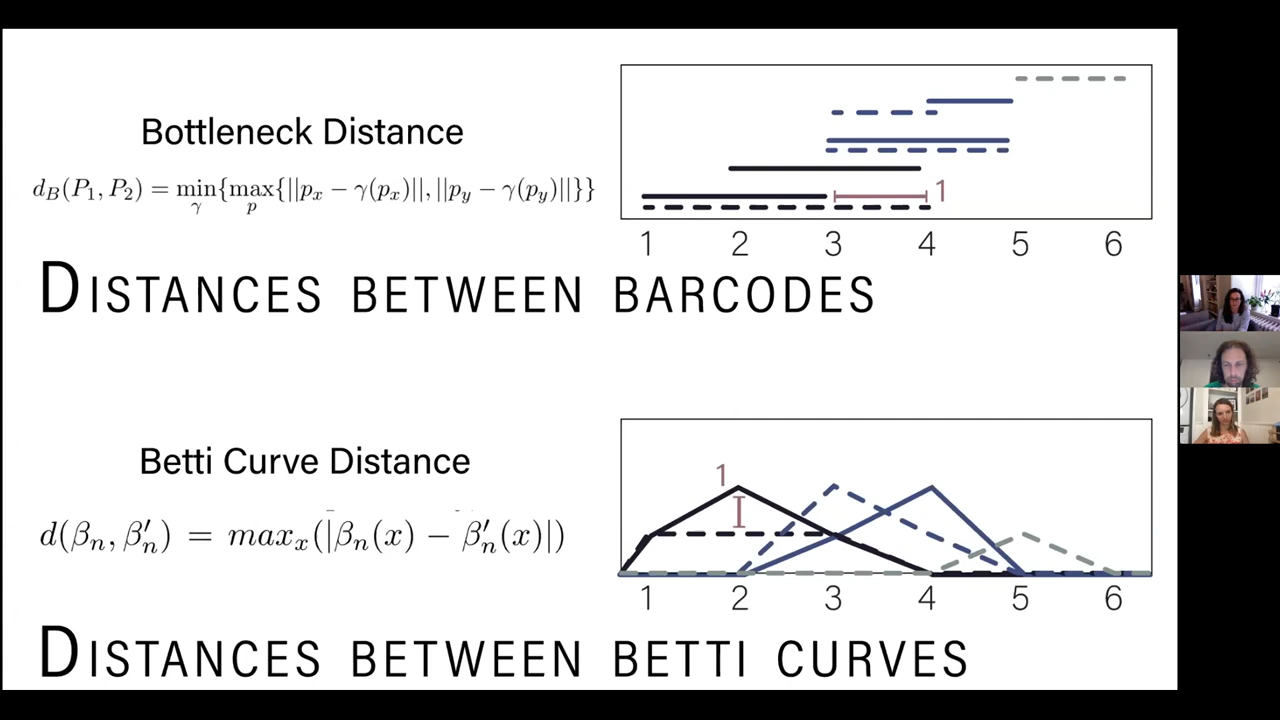 Bottleneck Distance
d_B(P_1, P_2) = min_γ{max_p{||p_x − γ(p_x)||, ||p_y − γ(p_y)||}}
1
1 2 3 4 5 6
DISTANCES BETWEEN BARCODES
Betti Curve Distance
d(β_n, β′_n) = max_x(|β_n(x) − β′_n(x)|)
1
1 2 3 4 5 6
DISTANCES BETWEEN BETTI CURVES